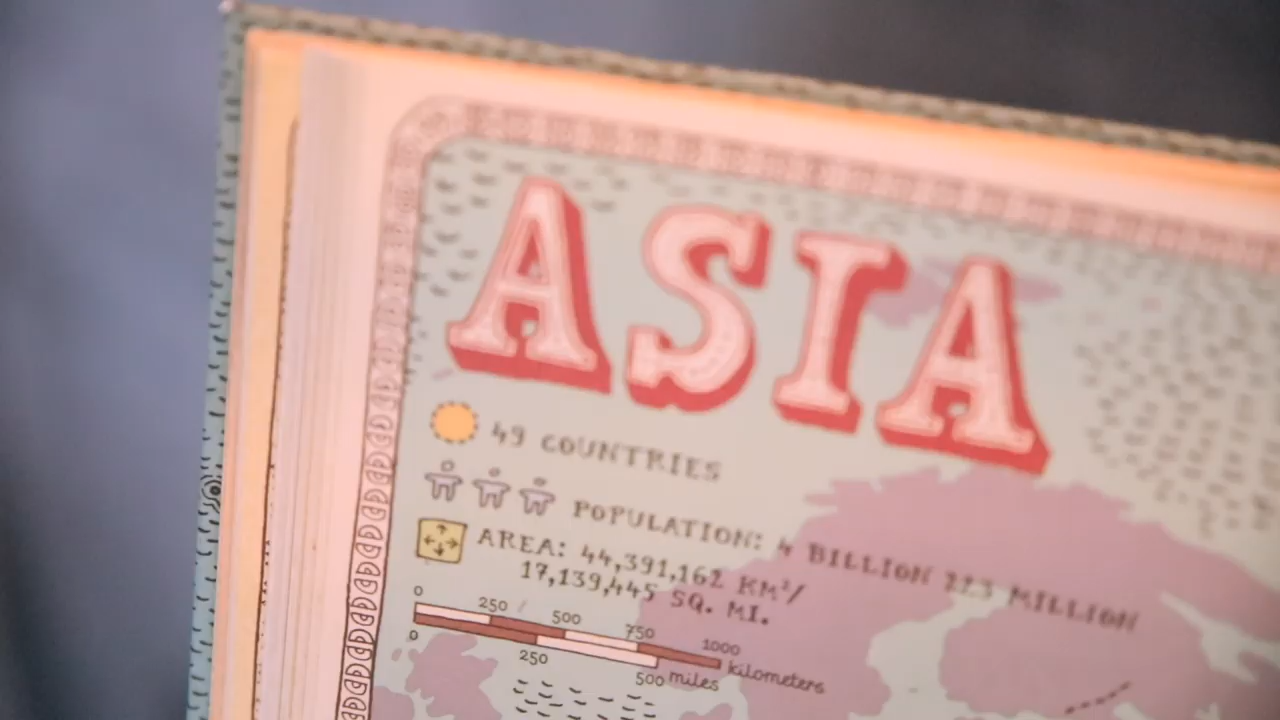 ASIA
49 COUNTRIES
POPULATION: 4 BILLION MILLION
AREA: 44,391,162 KM²/
17,139,445 SQ. MI.
0 250 500 750 1000 kilometers
0 250 500 miles